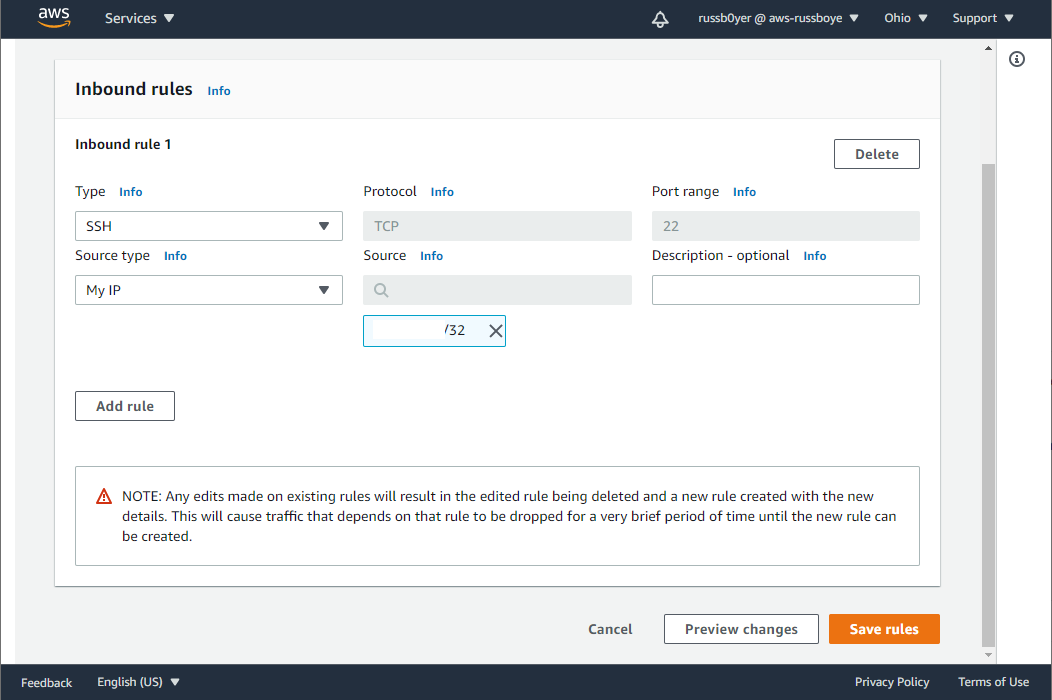 aws Services russb0yer @ aws-russboye Ohio Support
Inbound rules Info
Inbound rule 1
Delete
Type Info Protocol Info Port range Info
SSH TCP 22
Source type Info Source Info Description - optional Info
My IP
/32
Add rule
NOTE: Any edits made on existing rules will result in the edited rule being deleted and a new rule created with the new
details. This will cause traffic that depends on that rule to be dropped for a very brief period of time until the new rule can
be created.
Cancel Preview changes Save rules
Feedback English (US) Privacy Policy Terms of Use